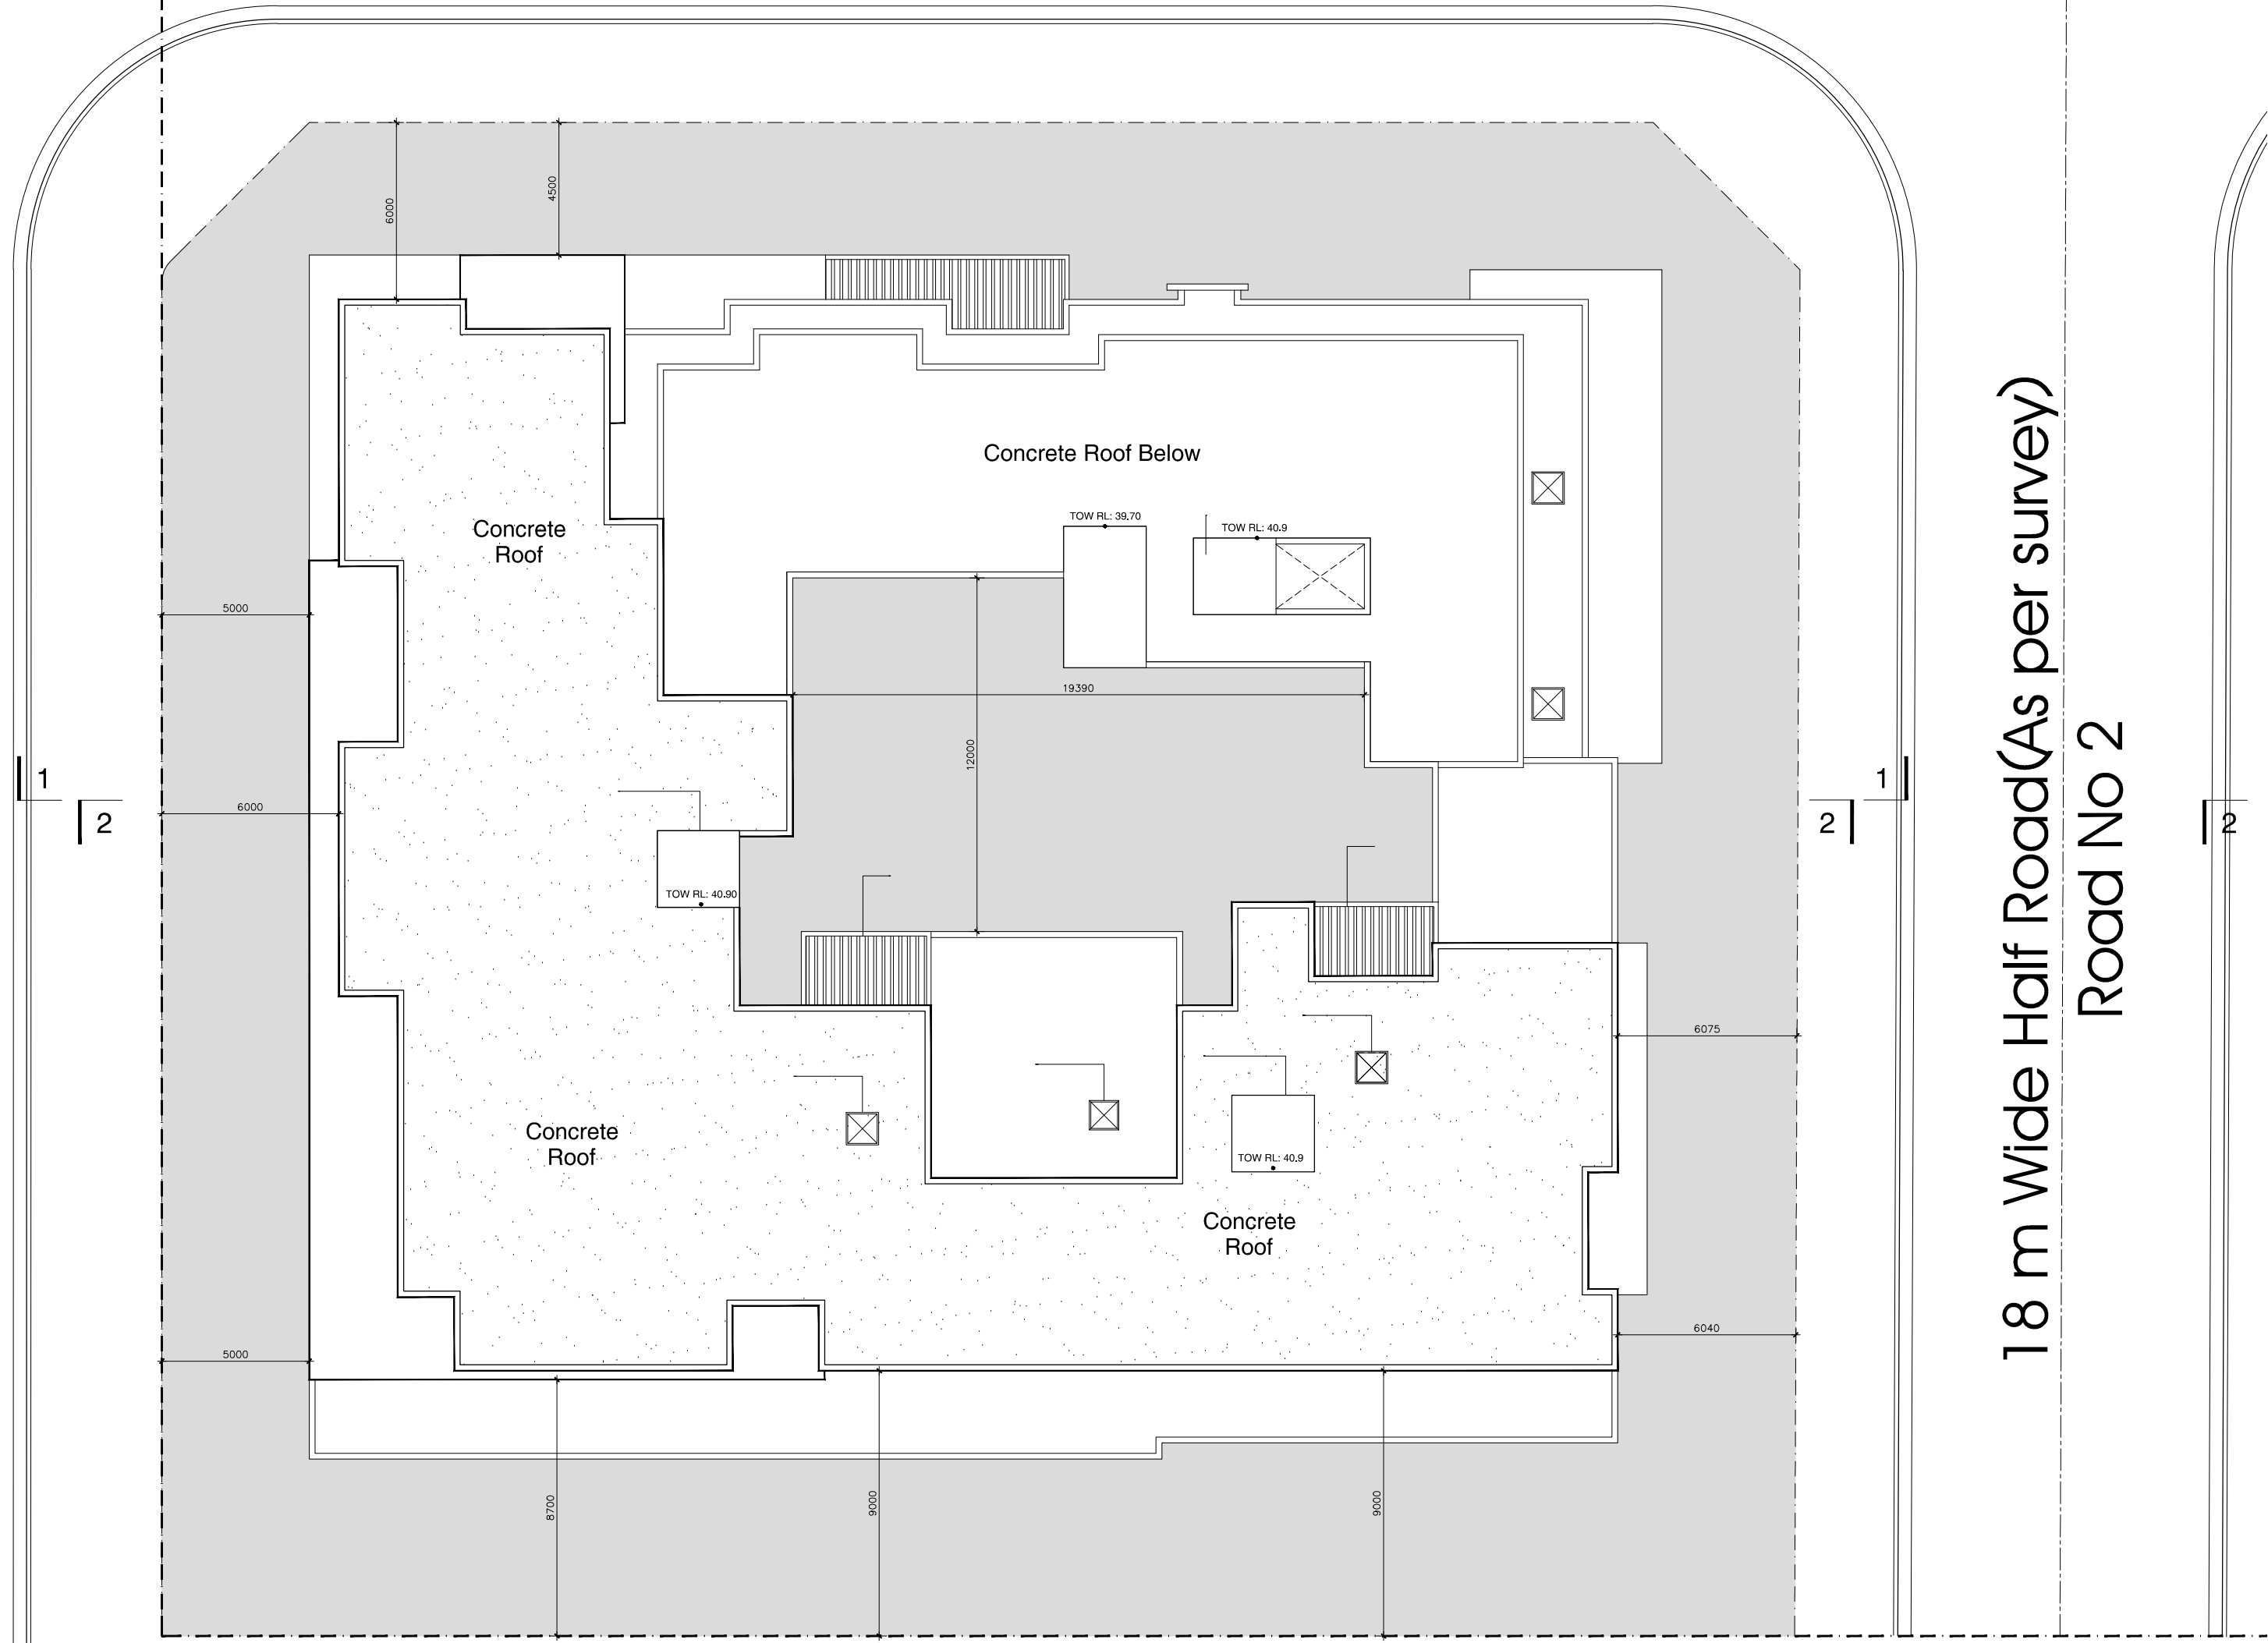 6000
4500
Concrete Roof Below
Concrete
Roof
TOW RL: 39.70
TOW RL: 40.9
5000
19390
12000
1
2
6000
TOW RL: 40.90
1
2
2
18 m Wide Half Road(As per survey)
Road No 2
6075
Concrete
Roof
TOW RL: 40.9
Concrete
Roof
6040
5000
8700
9000
9000